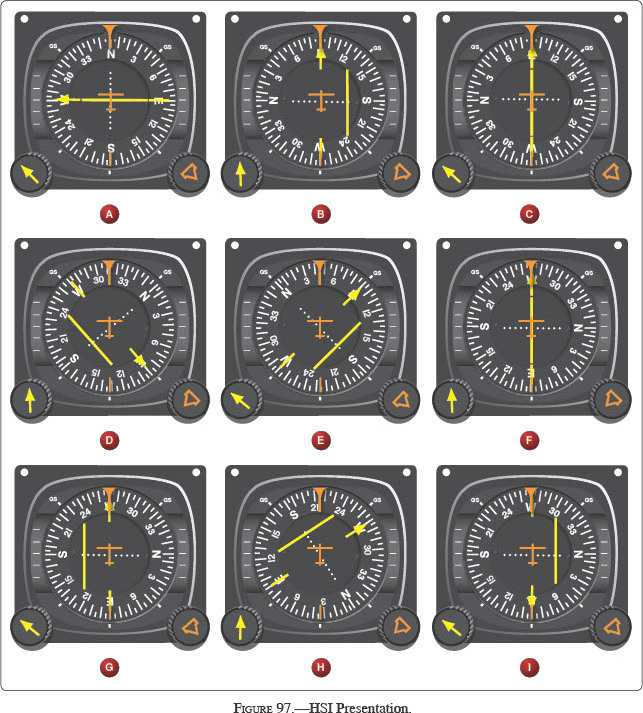 GS GS
N 3 6 E 12 15 S 21 24 W 30 33
A
GS GS
E 12 15 S 21 24 W 30 33 N 3 6
B
GS GS
E 12 15 S 21 24 W 30 33 N 3 6
C
GS GS
33 N 3 6 E 12 15 S 21 24 W 30
D
GS GS
6 E 12 15 S 21 24 W 30 33 N 3
E
GS GS
W 30 33 N 3 6 E 12 15 S 21 24
F
GS GS
W 30 33 N 3 6 E 12 15 S 21 24
G
GS GS
24 W 30 33 N 3 6 E 12 15 S 21
H
GS GS
W 30 33 N 3 6 E 12 15 S 21 24
I
FIGURE 97.—HSI Presentation.